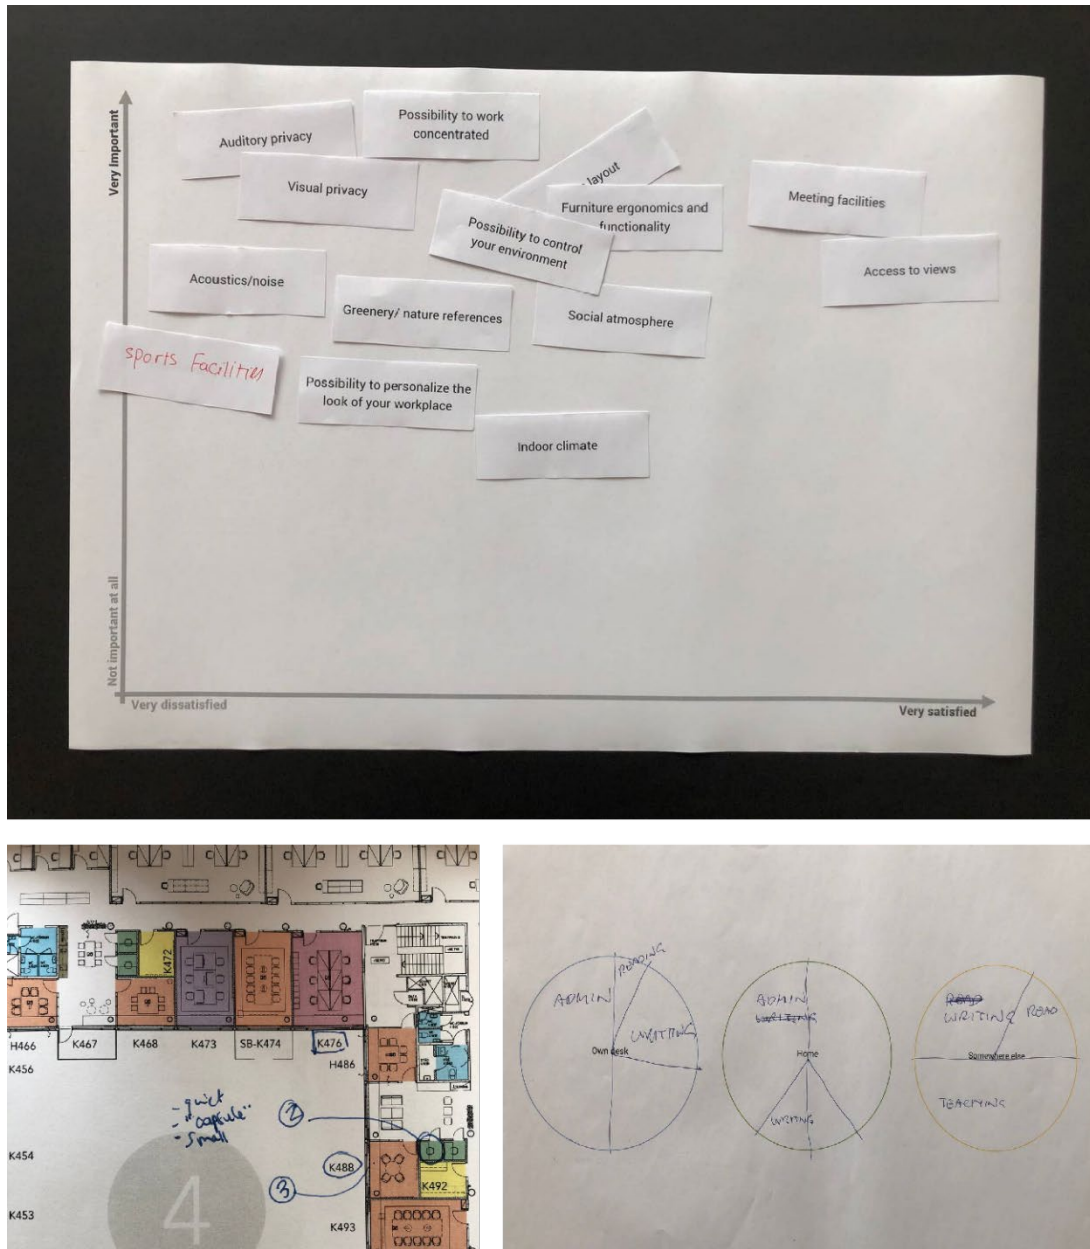 Very Important
Auditory privacy
Possibility to work
concentrated
Visual privacy
layout
Furniture ergonomics and
functionality
Meeting facilities
Possibility to control
your environment
Access to views
Acoustics/noise
Greenery/ nature references
Social atmosphere
sports Facilities
Possibility to personalize the
look of your workplace
Indoor climate
Not important at all
Very dissatisfied
Very satisfied
K472
H466
K467
K468
K473
SB-K474
K476
K456
H486
- quiet
- "capsule"
- small
2
K454
K488
3
K492
4
K453
K493
READING
ADMIN
WRITING
Own desk
ADMIN
WRITING
Home
WRITING
READ
WRITING
READ
Somewhere else
TEACHING